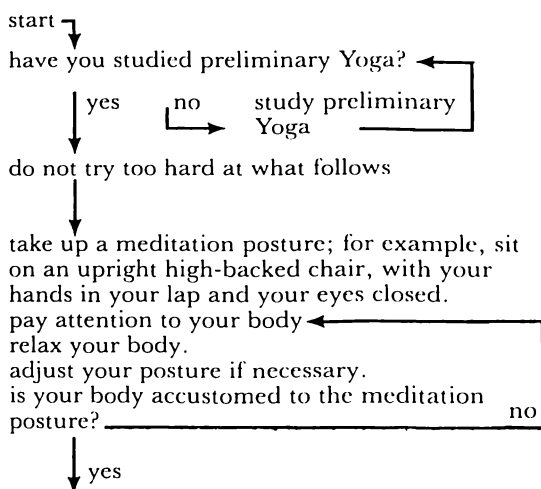 start
have you studied preliminary Yoga?
yes no study preliminary
Yoga
do not try too hard at what follows
take up a meditation posture; for example, sit
on an upright high-backed chair, with your
hands in your lap and your eyes closed.
pay attention to your body
relax your body.
adjust your posture if necessary.
is your body accustomed to the meditation
posture? no
yes